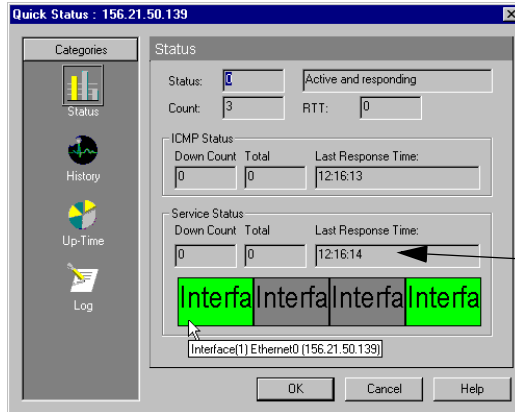 Quick Status : 156.21.50.139
Categories
Status
History
Up-Time
Log
Status
Status: 0 Active and responding
Count: 3 RTT: 0
ICMP Status
Down Count Total Last Response Time:
0 0 12:16:13
Service Status
Down Count Total Last Response Time:
0 0 12:16:14
Interfa Interfa Interfa Interfa
Interface(1) Ethernet0 (156.21.50.139)
OK Cancel Help